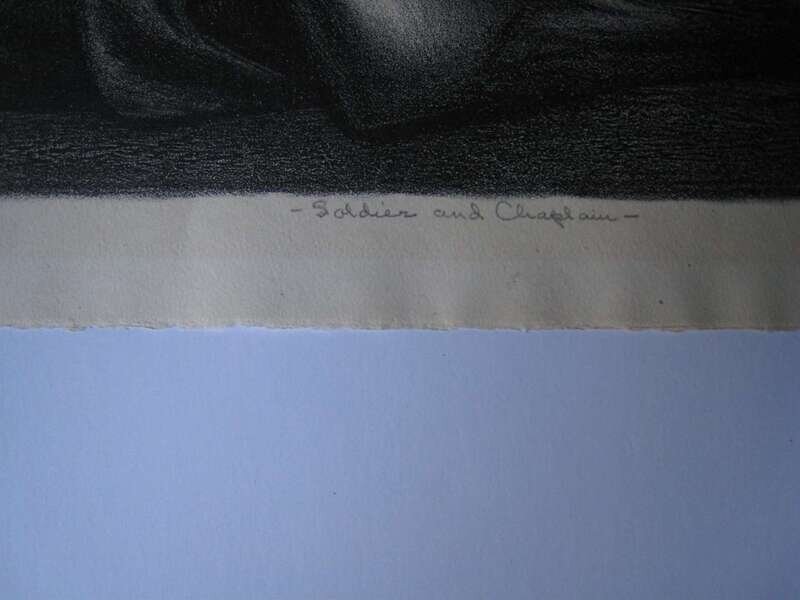 - Soldier and Chaplain -